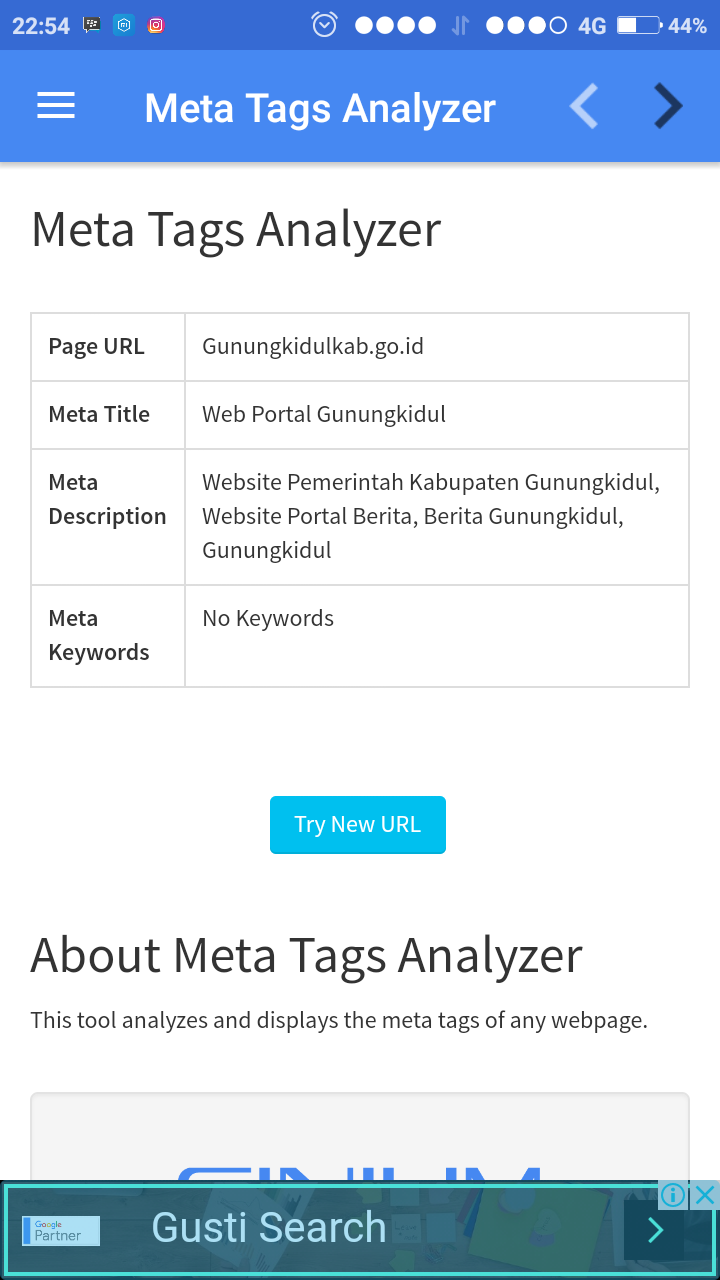 22:54 4G 44%
Meta Tags Analyzer
Meta Tags Analyzer
Page URL Gunungkidulkab.go.id
Meta Title Web Portal Gunungkidul
Meta Description Website Pemerintah Kabupaten Gunungkidul,
Website Portal Berita, Berita Gunungkidul,
Gunungkidul
Meta Keywords No Keywords
Try New URL
About Meta Tags Analyzer
This tool analyzes and displays the meta tags of any webpage.
Google
Partner
Gusti Search